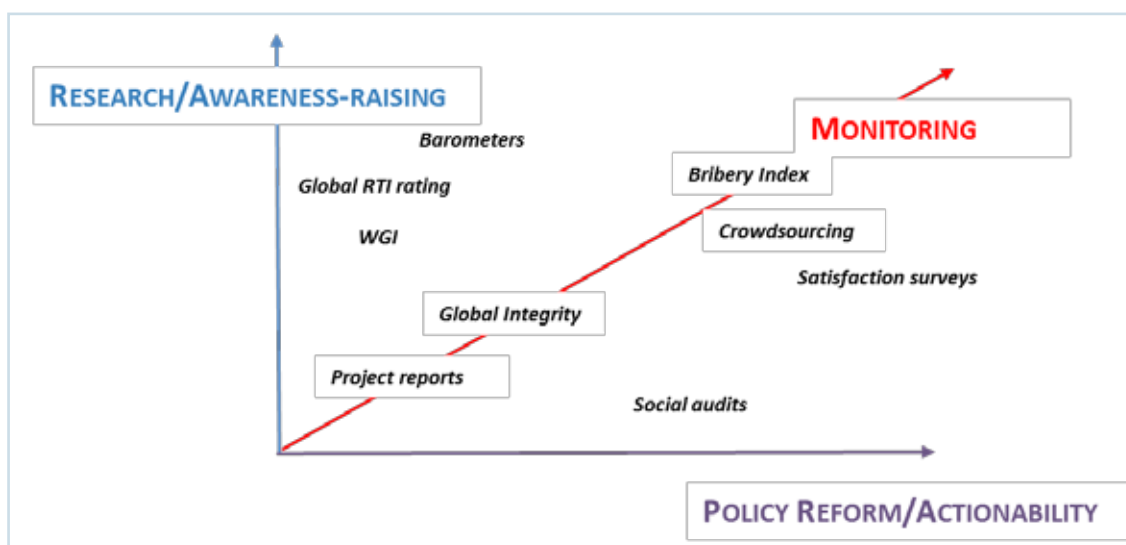 RESEARCH/AWARENESS-RAISING
MONITORING
Barometers
Bribery Index
Global RTI rating
Crowdsourcing
WGI
Satisfaction surveys
Global Integrity
Project reports
Social audits
POLICY REFORM/ACTIONABILITY